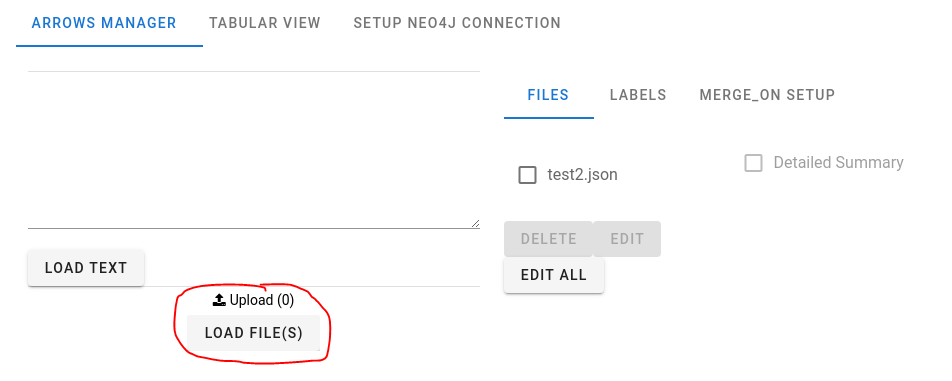 ARROWS MANAGER TABULAR VIEW SETUP NEO4J CONNECTION
FILES LABELS MERGE_ON SETUP
test2.json
Detailed Summary
DELETE EDIT
EDIT ALL
LOAD TEXT
Upload (0)
LOAD FILE(S)